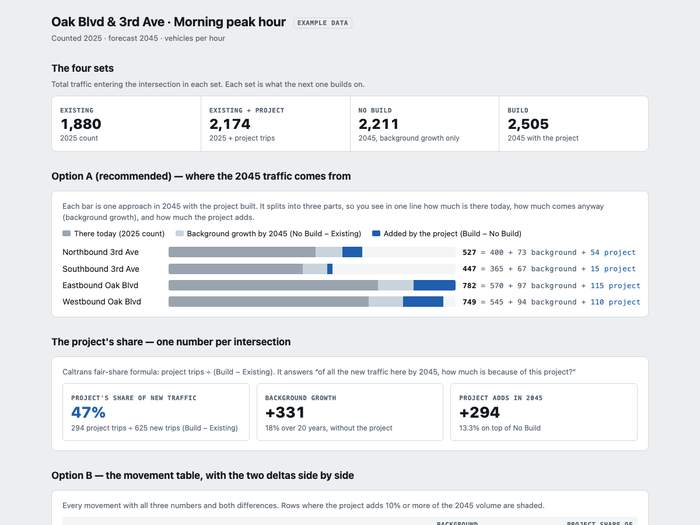 Oak Blvd & 3rd Ave · Morning peak hour EXAMPLE DATA
Counted 2025 · forecast 2045 · vehicles per hour
The four sets
Total traffic entering the intersection in each set. Each set is what the next one builds on.
EXISTING
1,880
2025 count
EXISTING + PROJECT
2,174
2025 + project trips
NO BUILD
2,211
2045, background growth only
BUILD
2,505
2045 with the project
Option A (recommended) — where the 2045 traffic comes from
Each bar is one approach in 2045 with the project built. It splits into three parts, so you see in one line how much is there today, how much comes anyway
(background growth), and how much the project adds.
There today (2025 count) Background growth by 2045 (No Build − Existing) Added by the project (Build − No Build)
Northbound 3rd Ave 527 = 400 + 73 background + 54 project
Southbound 3rd Ave 447 = 365 + 67 background + 15 project
Eastbound Oak Blvd 782 = 570 + 97 background + 115 project
Westbound Oak Blvd 749 = 545 + 94 background + 110 project
The project's share — one number per intersection
Caltrans fair-share formula: project trips ÷ (Build − Existing). It answers “of all the new traffic here by 2045, how much is because of this project?”
PROJECT'S SHARE OF NEW TRAFFIC
47%
294 project trips ÷ 625 new trips (Build − Existing)
BACKGROUND GROWTH
+331
18% over 20 years, without the project
PROJECT ADDS IN 2045
+294
13.3% on top of No Build
Option B — the movement table, with the two deltas side by side
Every movement with all three numbers and both differences. Rows where the project adds 10% or more of the 2045 volume are shaded.
BACKGROUND PROJECT SHARE OF